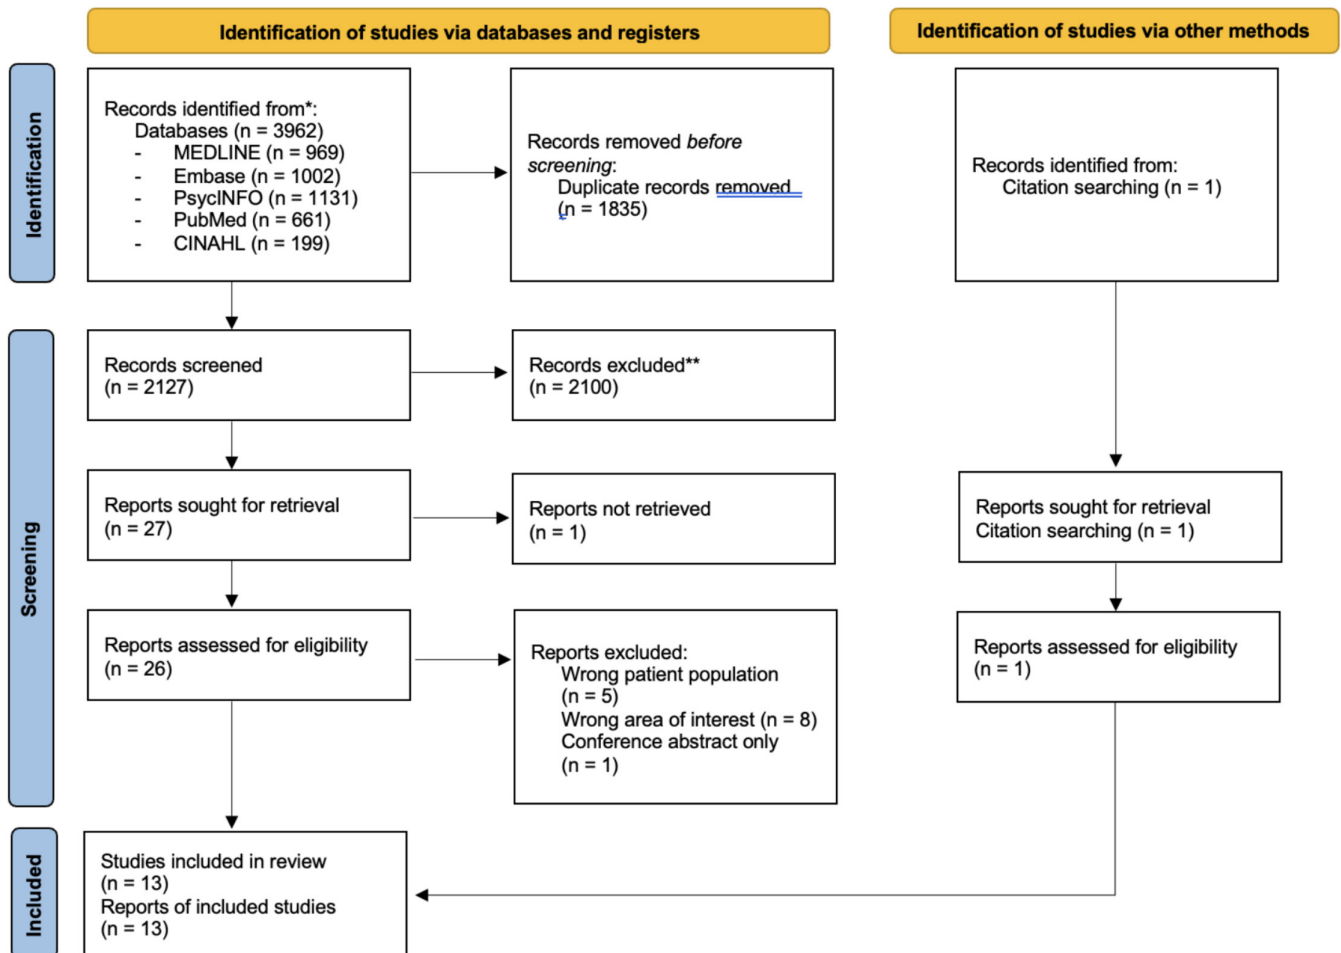 Identification of studies via databases and registers
Identification of studies via other methods
Identification
Records identified from*:
Databases (n = 3962)
- MEDLINE (n = 969)
- Embase (n = 1002)
- PsycINFO (n = 1131)
- PubMed (n = 661)
- CINAHL (n = 199)
Records removed before
screening:
Duplicate records removed
(n = 1835)
Records identified from:
Citation searching (n = 1)
Screening
Records screened
(n = 2127)
Records excluded**
(n = 2100)
Reports sought for retrieval
(n = 27)
Reports not retrieved
(n = 1)
Reports sought for retrieval
Citation searching (n = 1)
Reports assessed for eligibility
(n = 26)
Reports excluded:
Wrong patient population
(n = 5)
Wrong area of interest (n = 8)
Conference abstract only
(n = 1)
Reports assessed for eligibility
(n = 1)
Included
Studies included in review
(n = 13)
Reports of included studies
(n = 13)